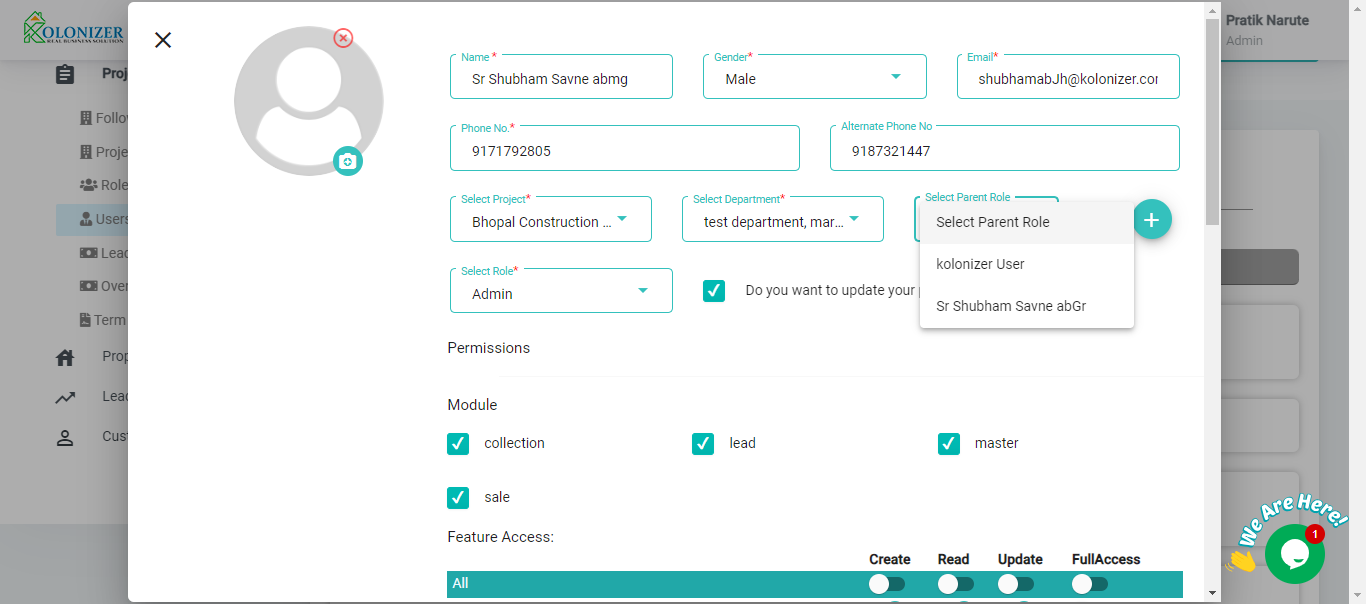 KOLONIZER
REAL BUSINESS SOLUTION
Pratik Narute
Admin
Proj
Follo
Proje
Role
Users
Lead
Over
Term
Prop
Lead
Cust
Name *
Sr Shubham Savne abmg
Gender*
Male
Email*
shubhamabJh@kolonizer.cor
Phone No.*
9171792805
Alternate Phone No
9187321447
Select Project*
Bhopal Construction ...
Select Department*
test department, mar...
Select Parent Role
Select Parent Role
kolonizer User
Sr Shubham Savne abGr
+
Select Role*
Admin
Do you want to update your
Permissions
Module
collection
lead
master
sale
Feature Access:
Create Read Update FullAccess
All
We Are Here!
1